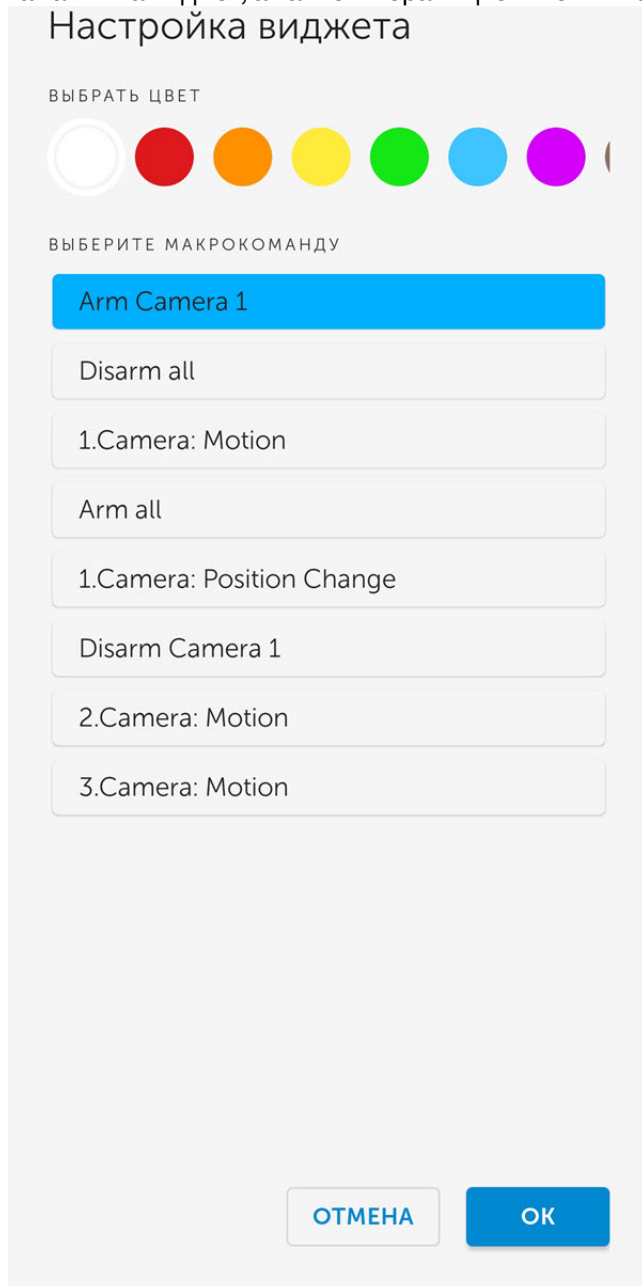 Настройка виджета
ВЫБРАТЬ ЦВЕТ
ВЫБЕРИТЕ МАКРОКОМАНДУ
Arm Camera 1
Disarm all
1.Camera: Motion
Arm all
1.Camera: Position Change
Disarm Camera 1
2.Camera: Motion
3.Camera: Motion
ОТМЕНА
ОК